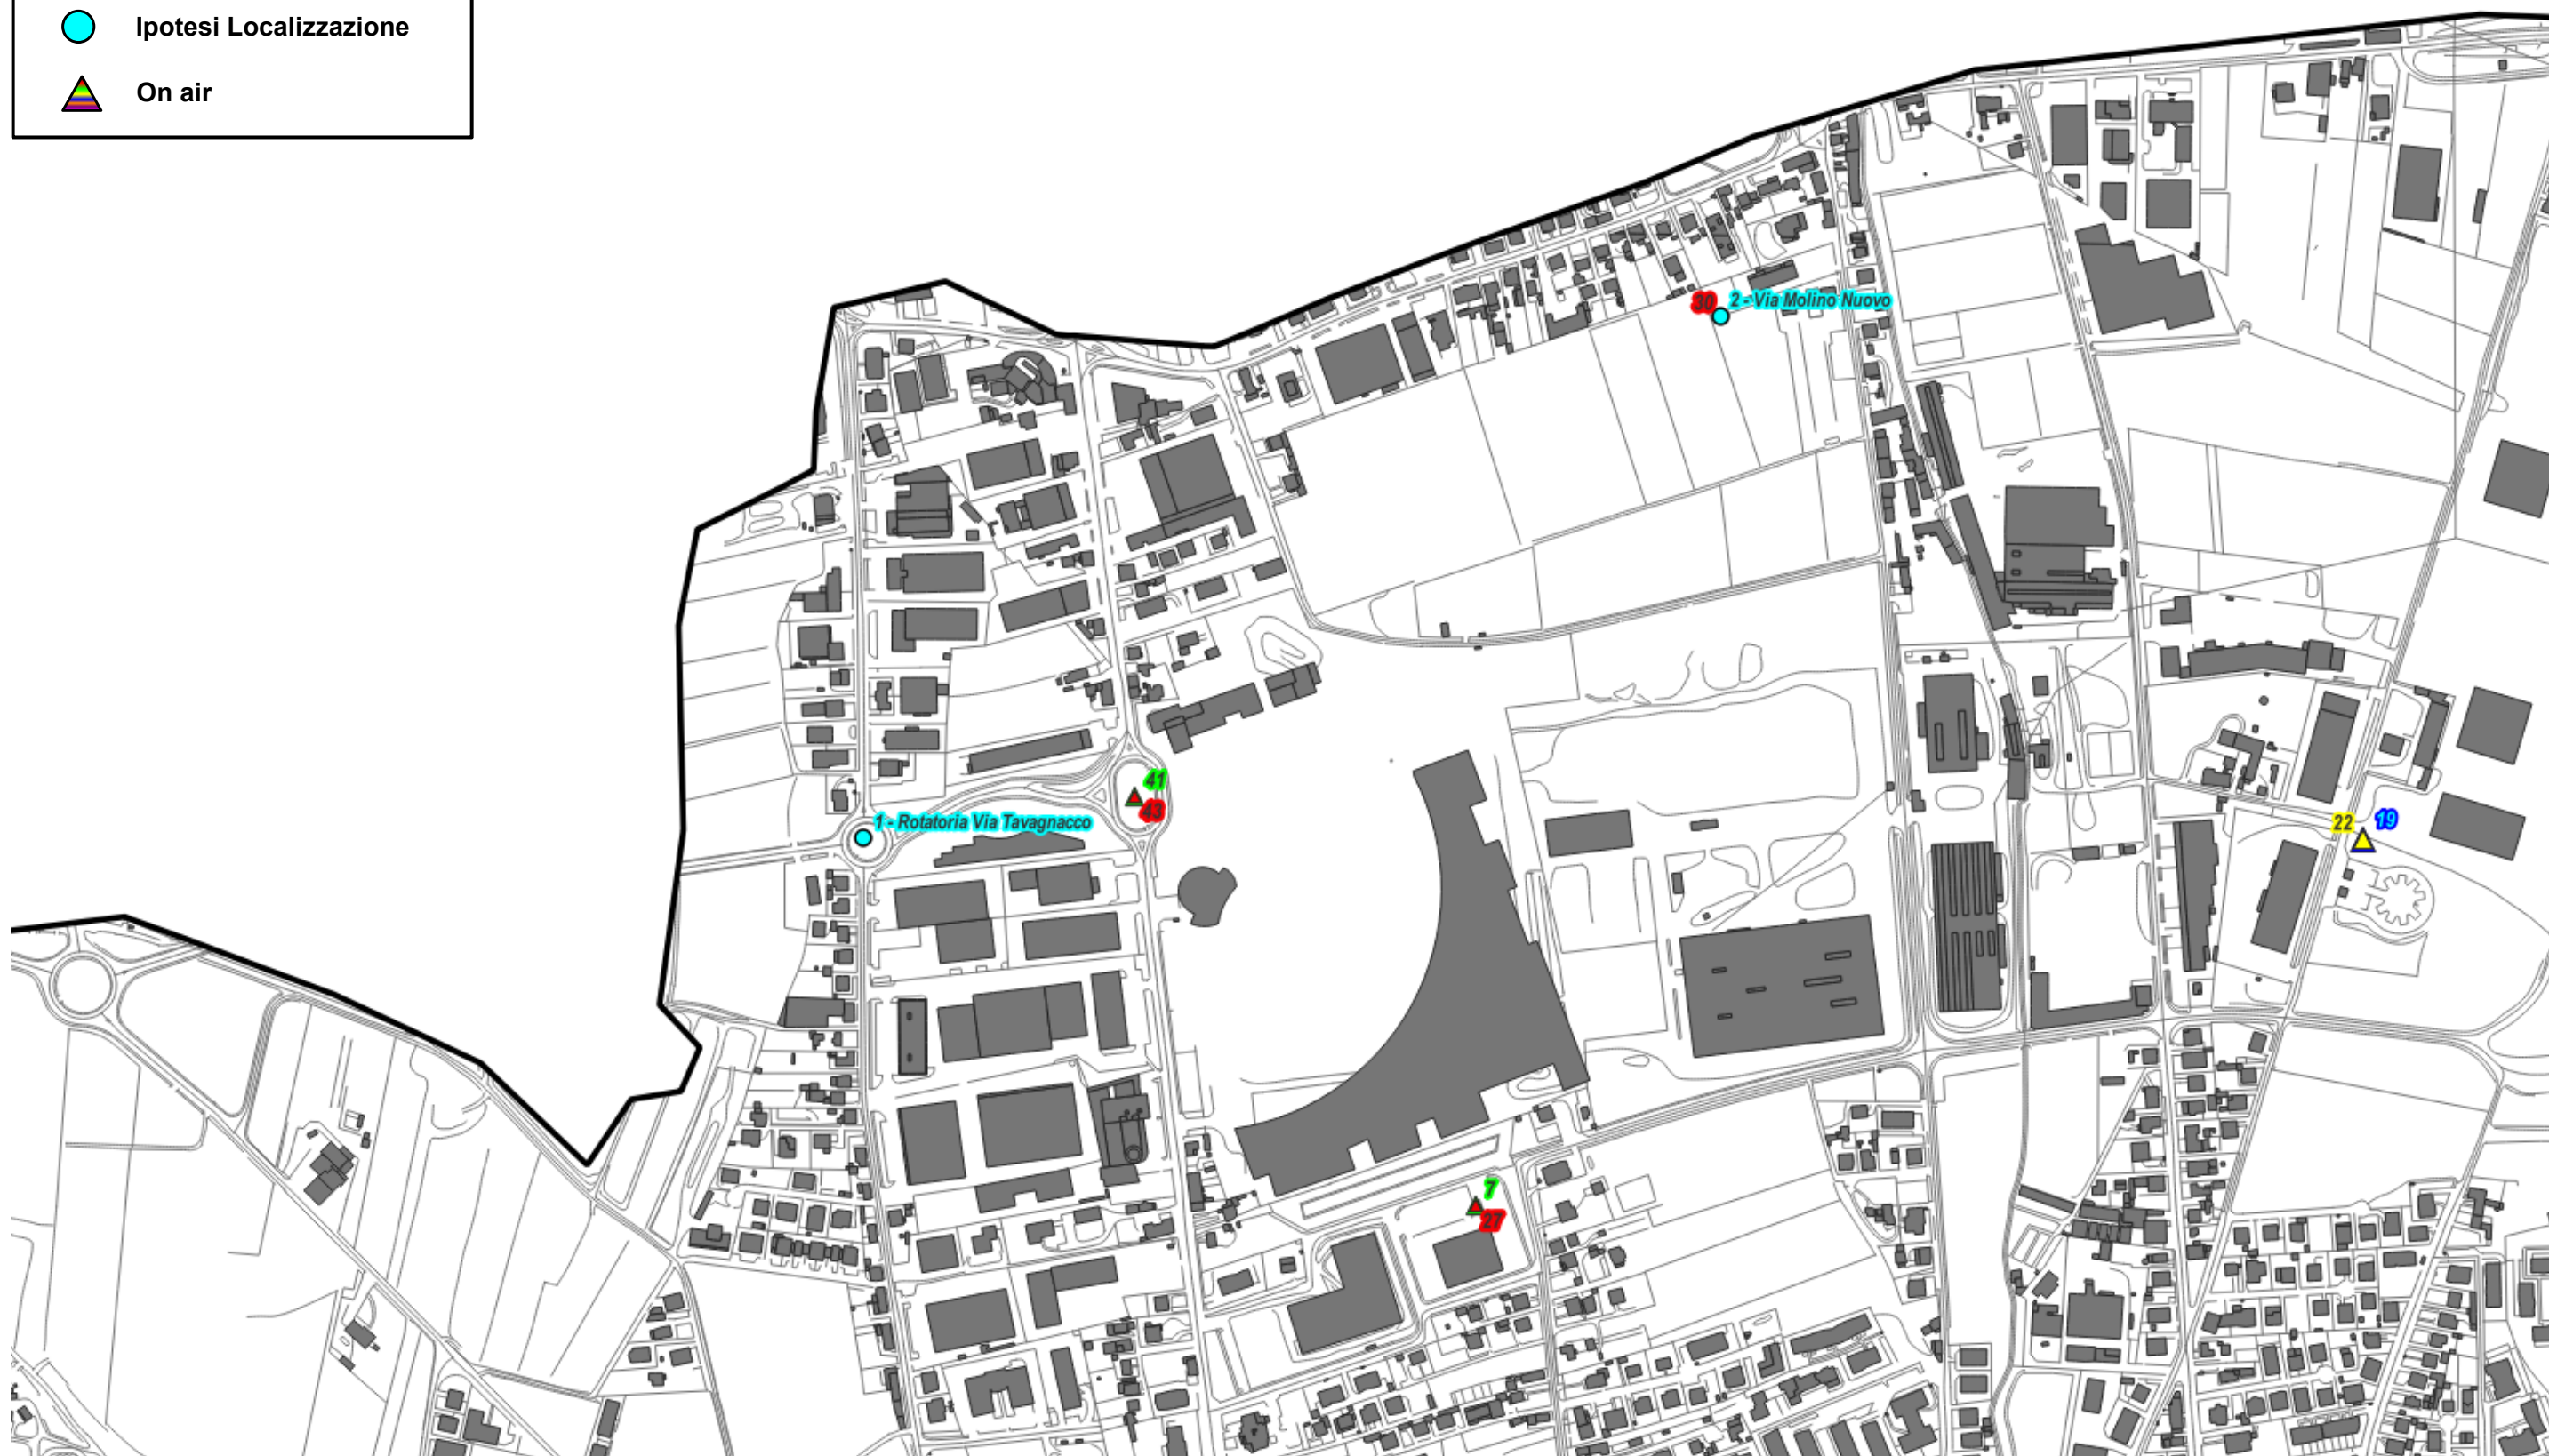 Ipotesi Localizzazione
On air
30
2 - Via Molino Nuovo
41
43
1 - Rotatoria Via Tavagnacco
22
19
7
27